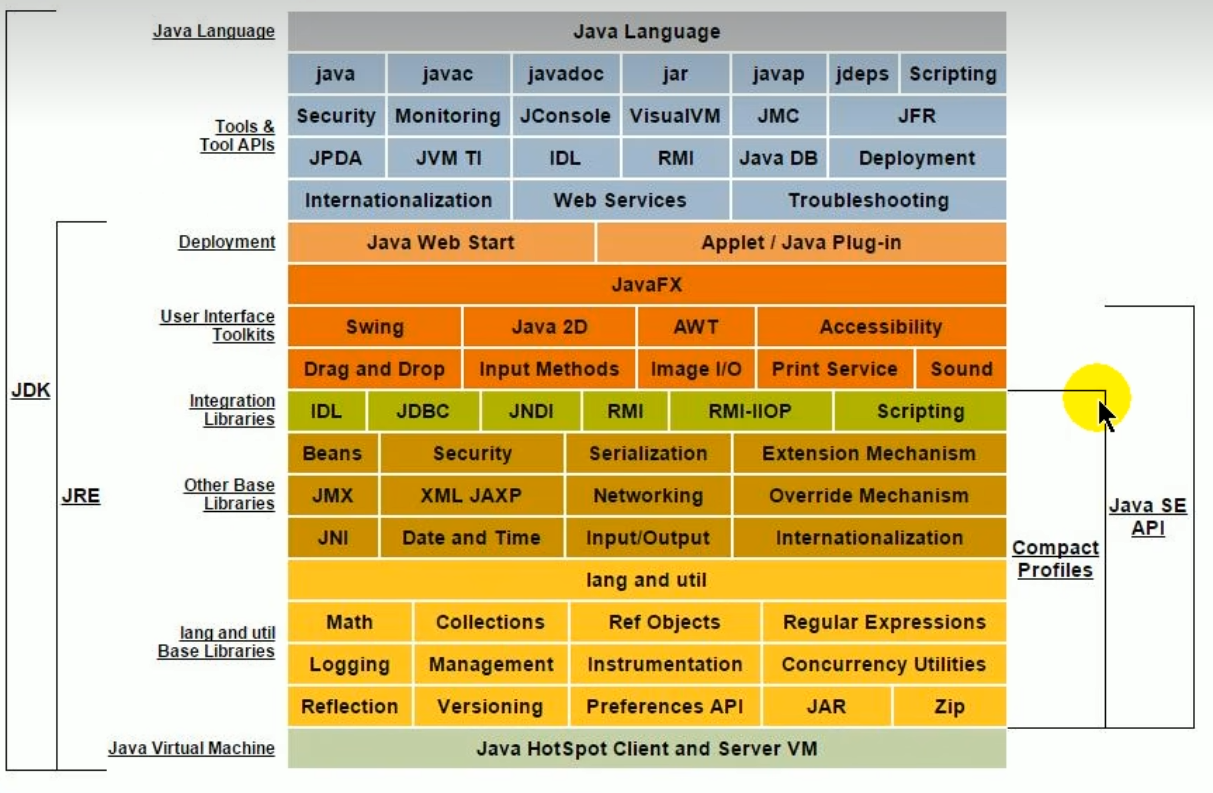 Java Language Java Language
java javac javadoc jar javap jdeps Scripting
Security Monitoring JConsole VisualVM JMC JFR
Tools &
Tool APIs
JPDA JVM TI IDL RMI Java DB Deployment
Internationalization Web Services Troubleshooting
Deployment Java Web Start Applet / Java Plug-in
JavaFX
User Interface
Toolkits
Swing Java 2D AWT Accessibility
Drag and Drop Input Methods Image I/O Print Service Sound
JDK
Integration
Libraries
IDL JDBC JNDI RMI RMI-IIOP Scripting
Beans Security Serialization Extension Mechanism
JRE
Other Base
Libraries
JMX XML JAXP Networking Override Mechanism
Java SE
API
JNI Date and Time Input/Output Internationalization
Compact
Profiles
lang and util
Math Collections Ref Objects Regular Expressions
lang and util
Base Libraries
Logging Management Instrumentation Concurrency Utilities
Reflection Versioning Preferences API JAR Zip
Java Virtual Machine Java HotSpot Client and Server VM